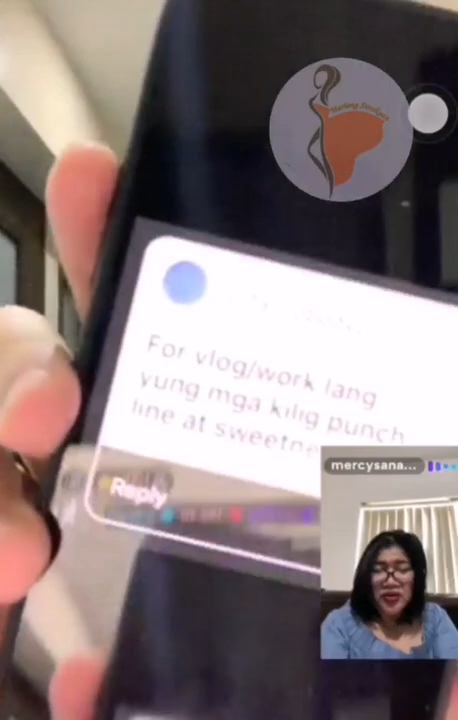 For vlog/work lang
yung mga kilig punch
line at sweetne
Reply
mercysana...